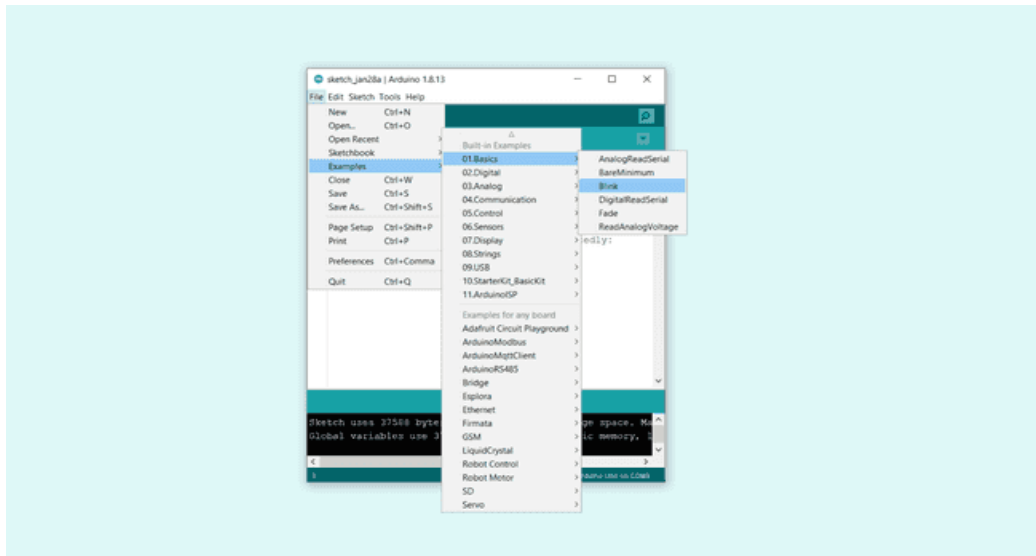 sketch_jan28a | Arduino 1.8.13
File Edit Sketch Tools Help
New Ctrl+N
Open... Ctrl+O
Open Recent
Sketchbook
Examples
Close Ctrl+W
Save Ctrl+S
Save As... Ctrl+Shift+S
Page Setup Ctrl+Shift+P
Print Ctrl+P
Preferences Ctrl+Comma
Quit Ctrl+Q
Built-in Examples
01.Basics
02.Digital
03.Analog
04.Communication
05.Control
06.Sensors
07.Display
08.Strings
09.USB
10.StarterKit_BasicKit
11.ArduinoISP
Examples for any board
Adafruit Circuit Playground
ArduinoModbus
ArduinoMqttClient
ArduinoRS485
Bridge
Esplora
Ethernet
Firmata
GSM
LiquidCrystal
Robot Control
Robot Motor
SD
Servo
AnalogReadSerial
BareMinimum
Blink
DigitalReadSerial
Fade
ReadAnalogVoltage
edly:
Sketch uses 37588 byte ge space. Ma
Global variables use 3 ic memory, l